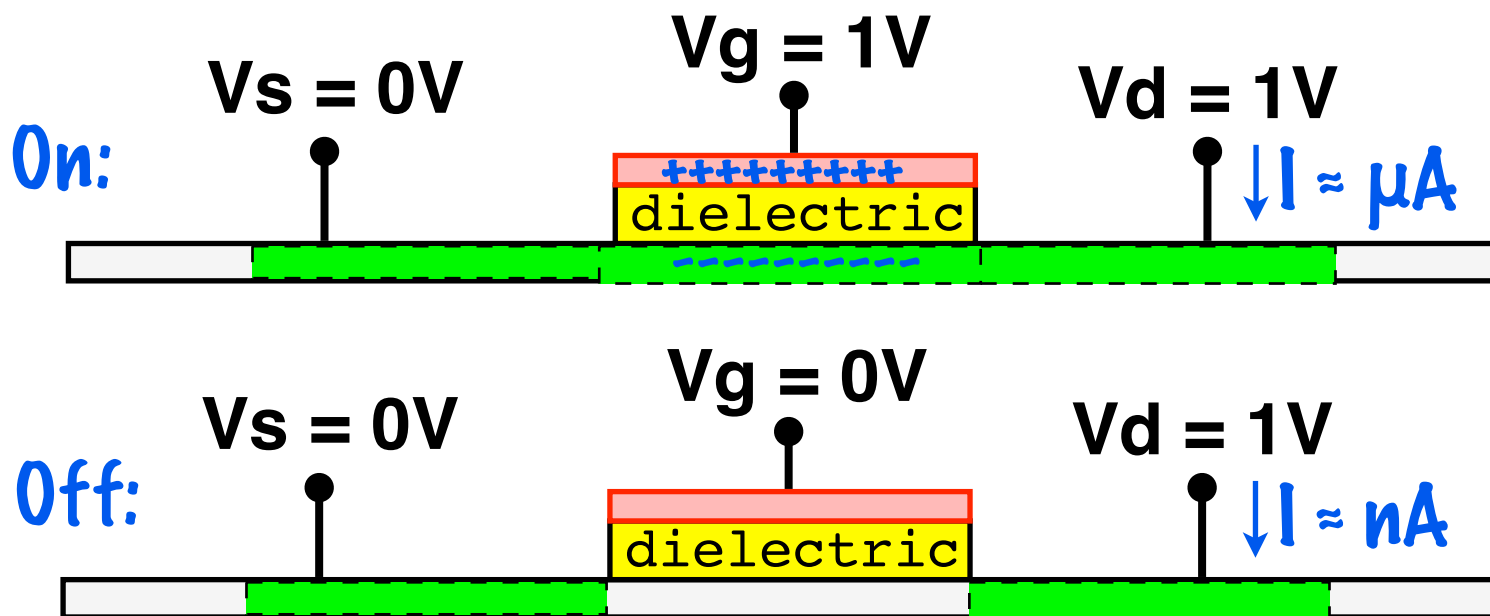 Vg = 1V
Vs = 0V
Vd = 1V
On:
I ≈ µA
+++++++++
dielectric
----------
Vg = 0V
Vs = 0V
Vd = 1V
Off:
I ≈ nA
dielectric